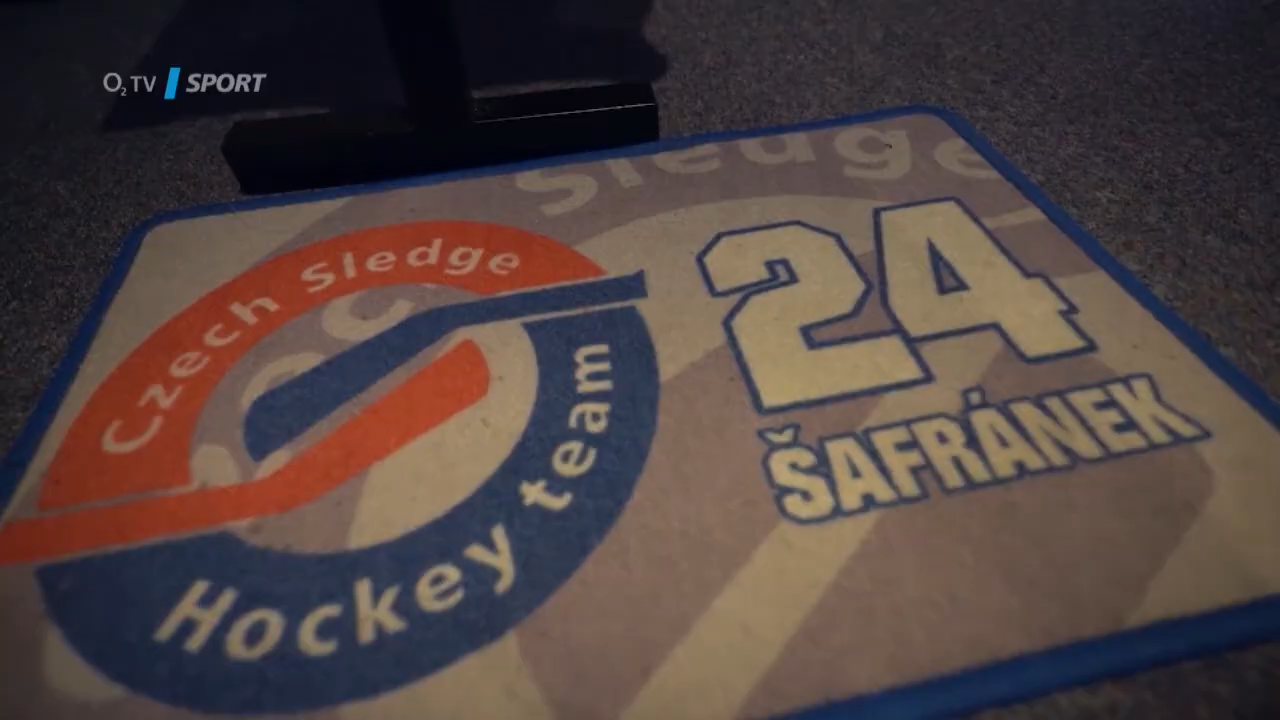 O2 TV SPORT
Sledge
Czech Sledge
Hockey team
24
ŠAFRÁNEK